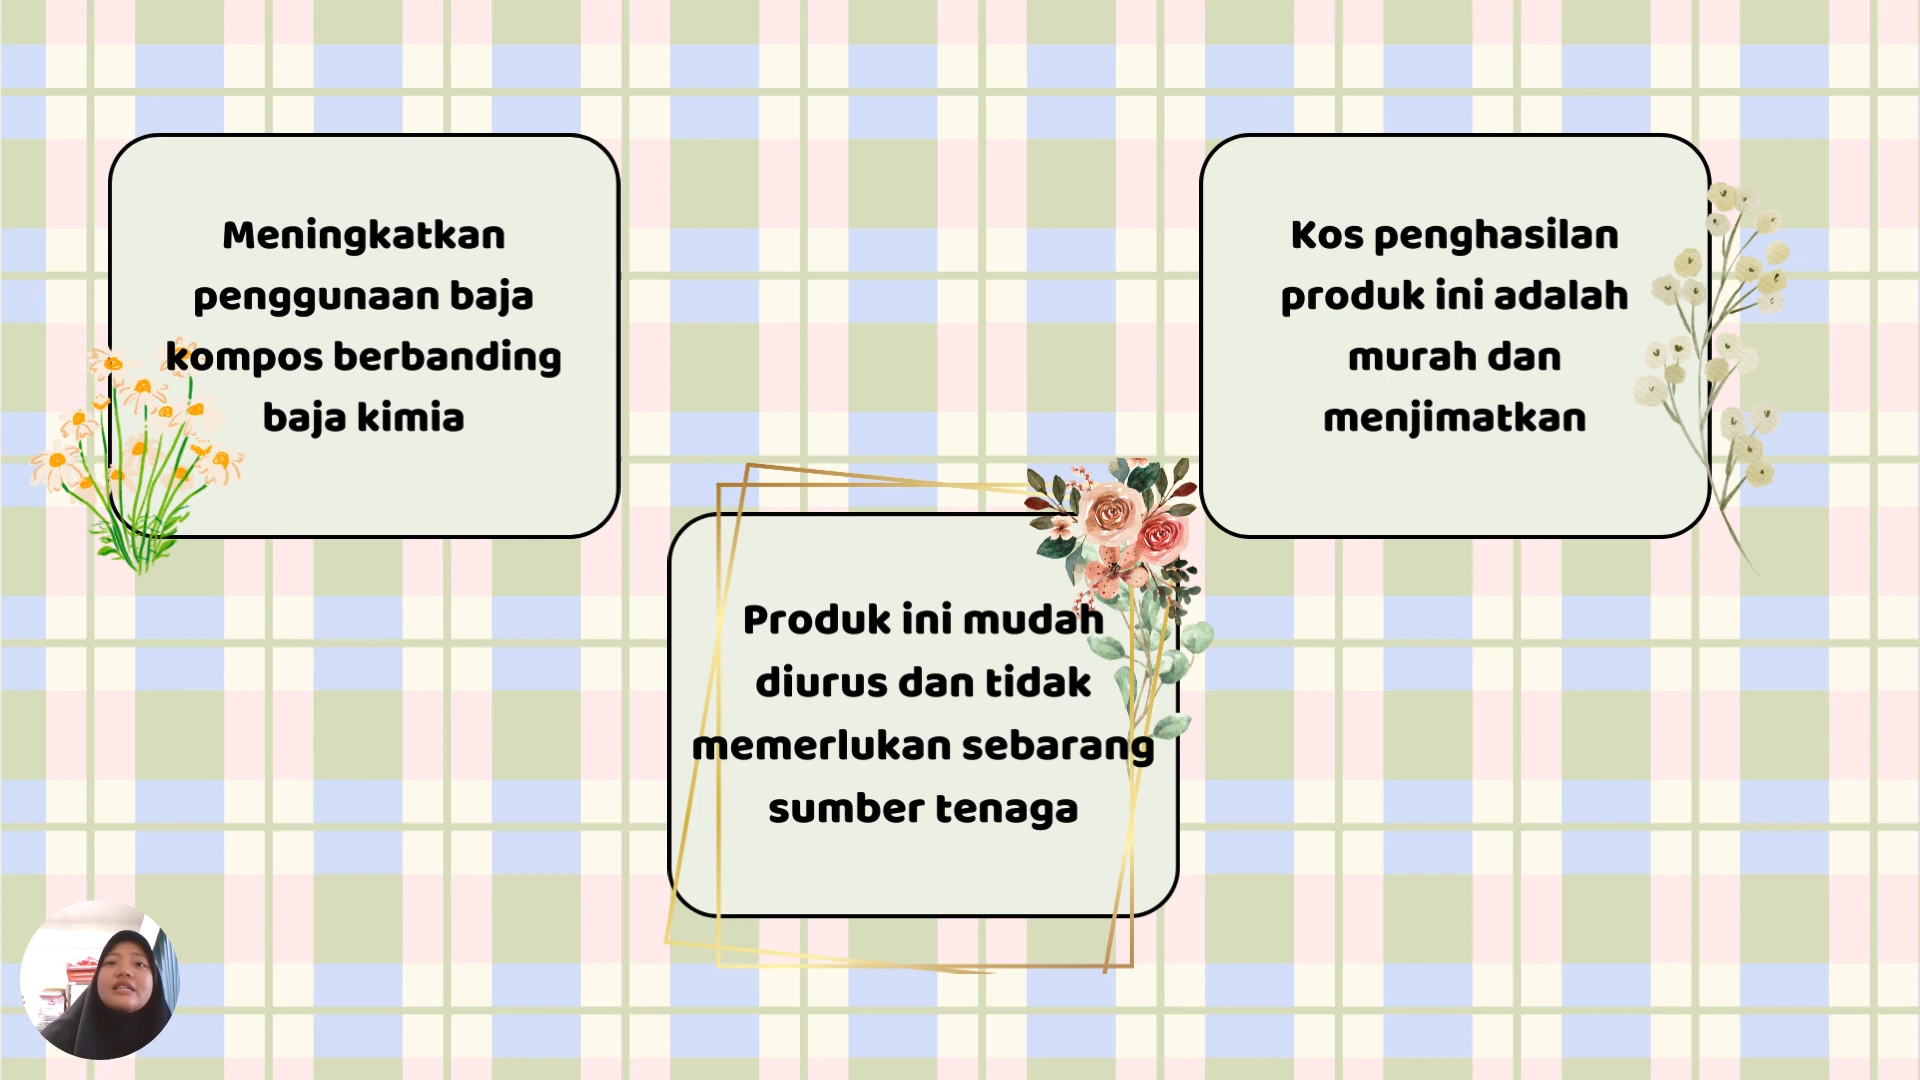 Meningkatkan
penggunaan baja
kompos berbanding
baja kimia
Kos penghasilan
produk ini adalah
murah dan
menjimatkan
Produk ini mudah
diurus dan tidak
memerlukan sebarang
sumber tenaga